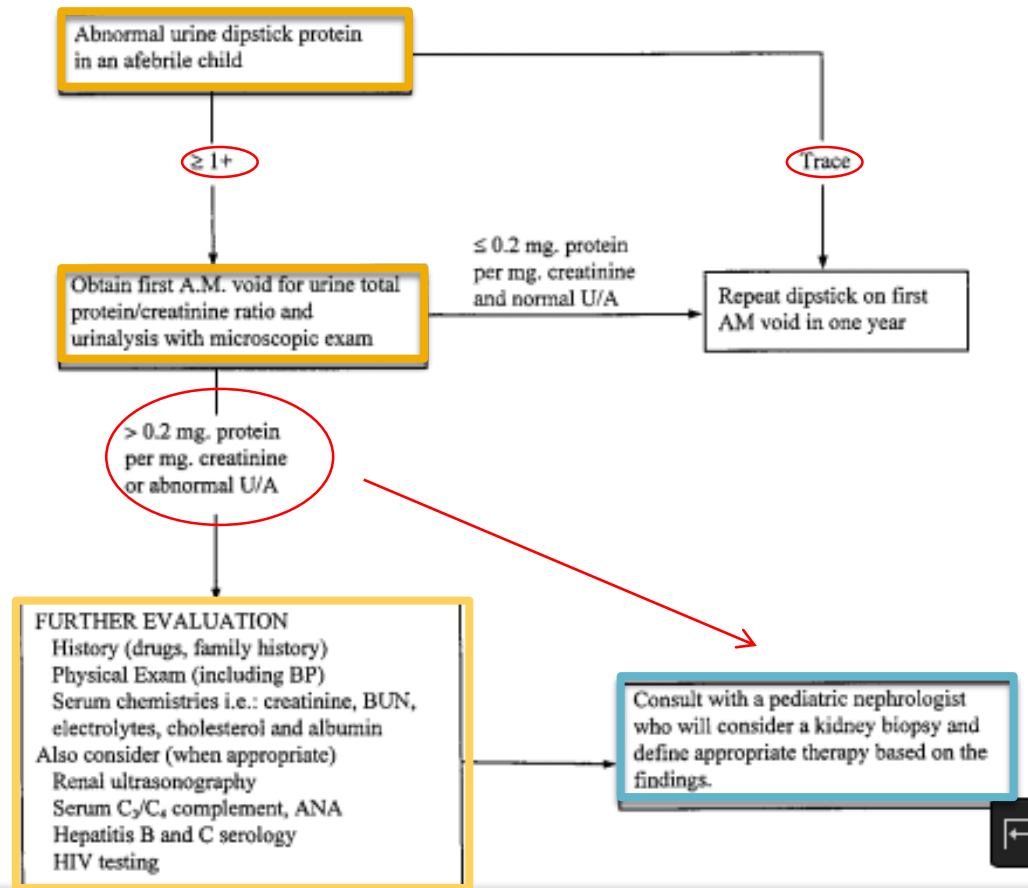 Abnormal urine dipstick protein
in an afebrile child
≥ 1+
Trace
Obtain first A.M. void for urine total
protein/creatinine ratio and
urinalysis with microscopic exam
≤ 0.2 mg. protein
per mg. creatinine
and normal U/A
Repeat dipstick on first
AM void in one year
> 0.2 mg. protein
per mg. creatinine
or abnormal U/A
FURTHER EVALUATION
History (drugs, family history)
Physical Exam (including BP)
Serum chemistries i.e.: creatinine, BUN,
electrolytes, cholesterol and albumin
Also consider (when appropriate)
Renal ultrasonography
Serum C₃/C₄ complement, ANA
Hepatitis B and C serology
HIV testing
Consult with a pediatric nephrologist
who will consider a kidney biopsy and
define appropriate therapy based on the
findings.